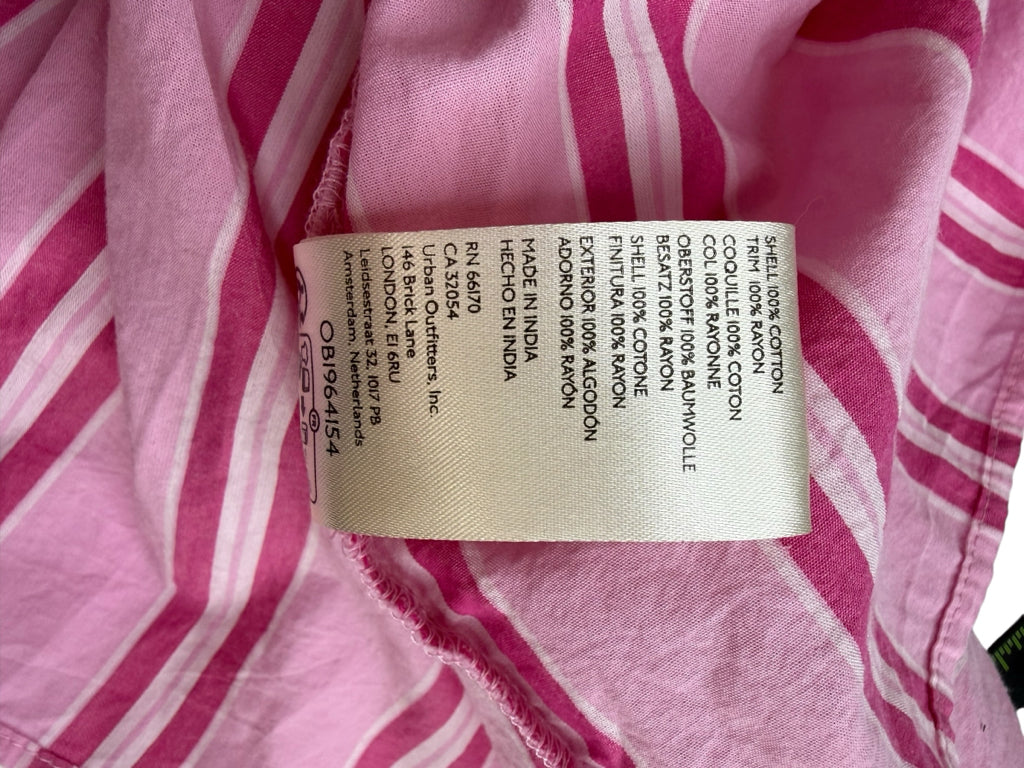 SHELL 100% COTTON
TRIM 100% RAYON
COQUILLE 100% COTON
COL 100% RAYONNE
OBERSTOFF 100% BAUMWOLLE
BESATZ 100% RAYON
SHELL 100% COTONE
FINITURA 100% RAYON
EXTERIOR 100% ALGODÓN
ADORNO 100% RAYÓN
MADE IN INDIA
HECHO EN INDIA
RN 66170
CA 32054
Urban Outfitters, Inc.
146 Brick Lane
LONDON, E1 6RU
Leidsestraat 32, 1017 PB
Amsterdam, Netherlands
OB1964154